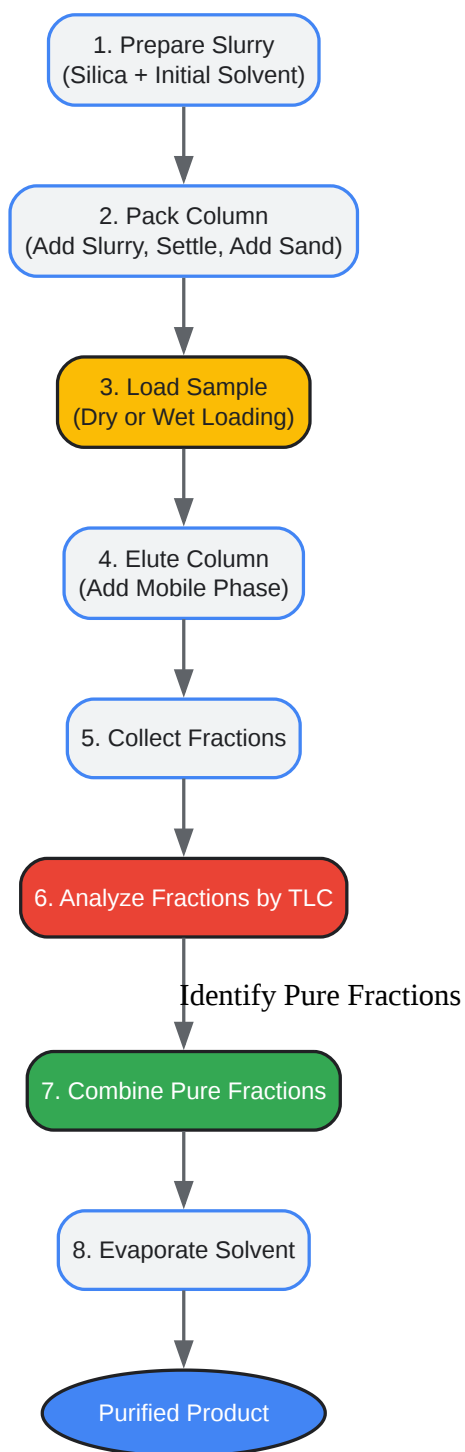 1. Prepare Slurry
(Silica + Initial Solvent)
2. Pack Column
(Add Slurry, Settle, Add Sand)
3. Load Sample
(Dry or Wet Loading)
4. Elute Column
(Add Mobile Phase)
5. Collect Fractions
6. Analyze Fractions by TLC
Identify Pure Fractions
7. Combine Pure Fractions
8. Evaporate Solvent
Purified Product